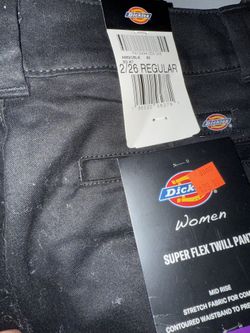 Dickies
2/26 REGULAR
Dickies
Dick
Women
SUPER FLEX TWILL PANT
MID RISE
STRETCH FABRIC FOR COM
CONTOURED WAISTBAND TO PRE